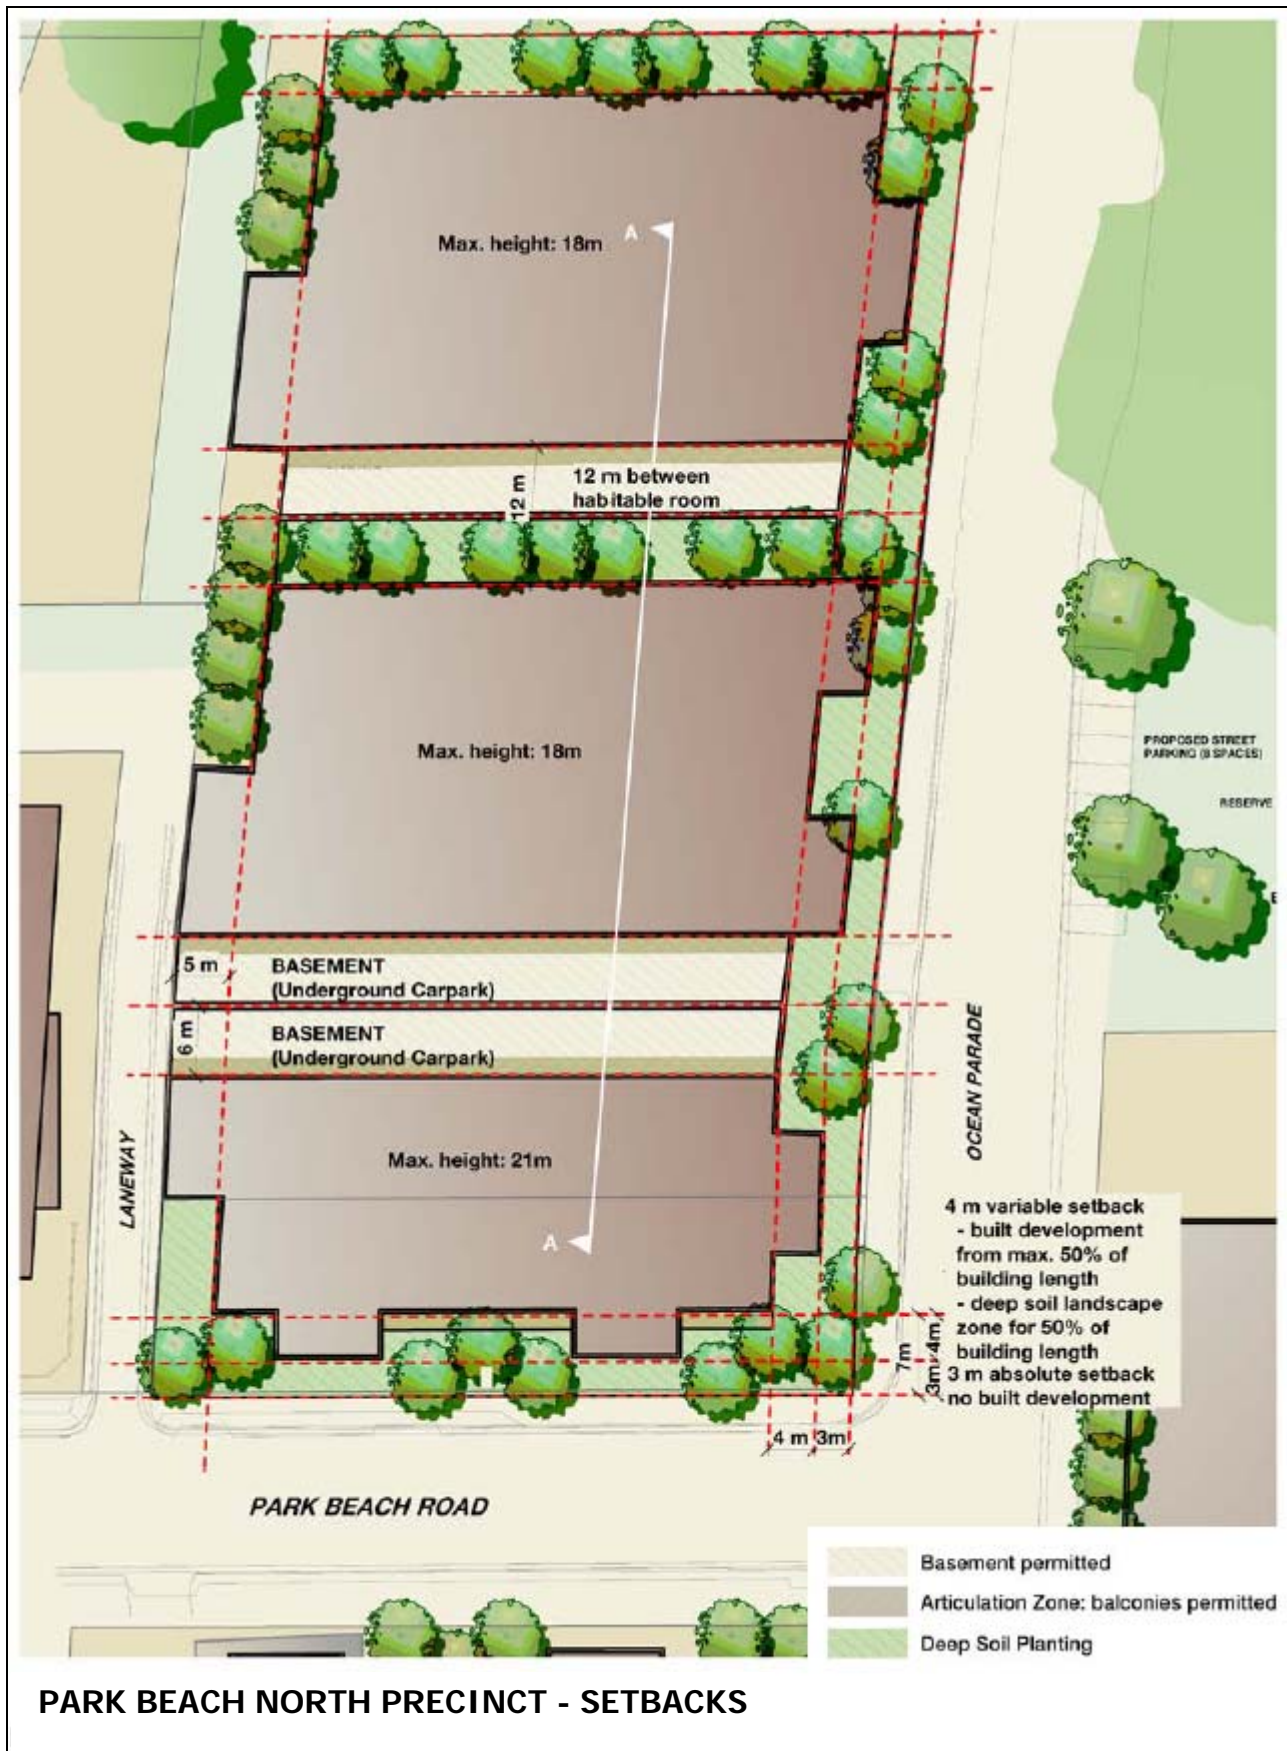 Max. height: 18m
A
12 m
12 m between
habitable room
Max. height: 18m
PROPOSED STREET
PARKING (8 SPACES)
RESERVE
5 m
BASEMENT
(Underground Carpark)
6 m
BASEMENT
(Underground Carpark)
OCEAN PARADE
LANEWAY
Max. height: 21m
A
4 m variable setback
- built development
from max. 50% of
building length
- deep soil landscape
zone for 50% of
building length
3 m absolute setback
no built development
7m
4m
3m
4 m
3m
PARK BEACH ROAD
Basement permitted
Articulation Zone: balconies permitted
Deep Soil Planting
PARK BEACH NORTH PRECINCT - SETBACKS